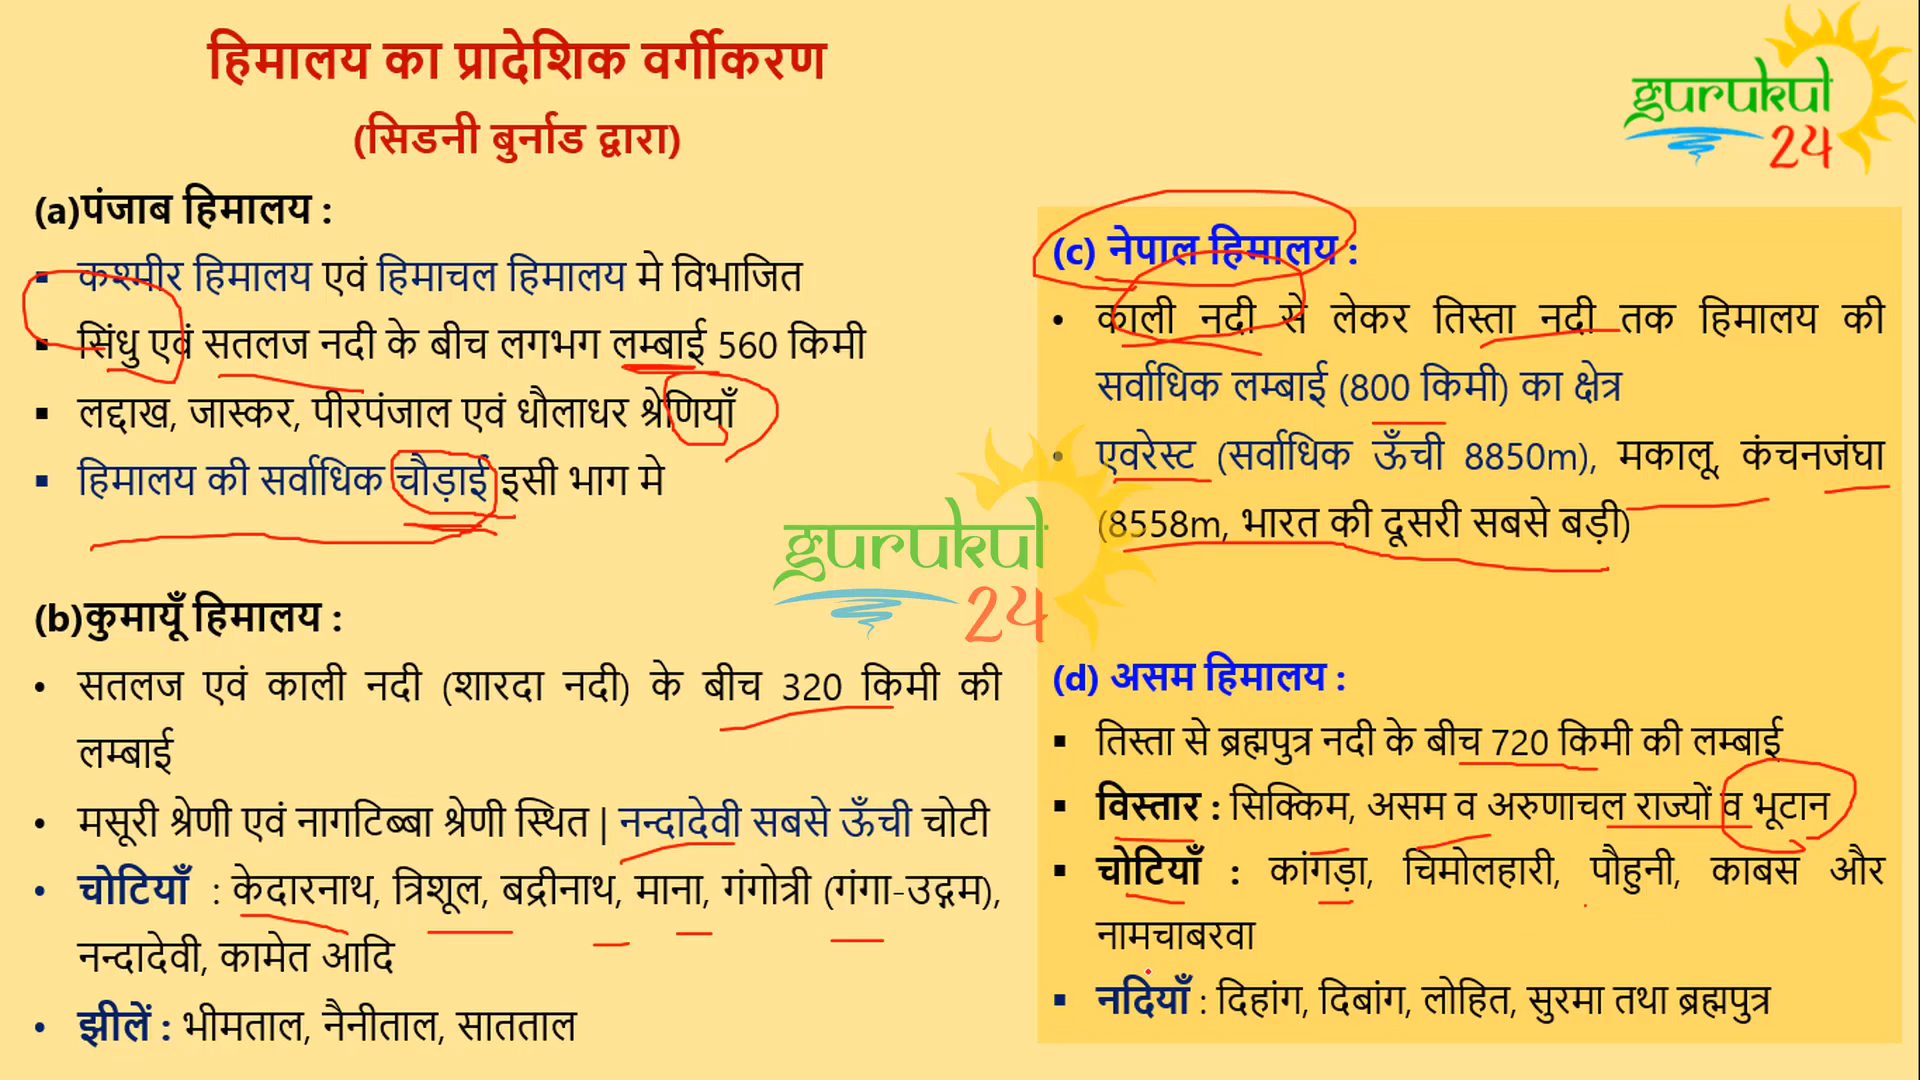 हिमालय का प्रादेशिक वर्गीकरण
(सिडनी बुर्नाड द्वारा)
gurukul
24
(a)पंजाब हिमालय :
▪ कश्मीर हिमालय एवं हिमाचल हिमालय मे विभाजित
▪ सिंधु एवं सतलज नदी के बीच लगभग लम्बाई 560 किमी
▪ लद्दाख, जास्कर, पीरपंजाल एवं धौलाधर श्रेणियाँ
▪ हिमालय की सर्वाधिक चौड़ाई इसी भाग मे
(b)कुमायूँ हिमालय :
• सतलज एवं काली नदी (शारदा नदी) के बीच 320 किमी की
लम्बाई
• मसूरी श्रेणी एवं नागटिब्बा श्रेणी स्थित | नन्दादेवी सबसे ऊँची चोटी
• चोटियाँ : केदारनाथ, त्रिशूल, बद्रीनाथ, माना, गंगोत्री (गंगा-उद्गम),
नन्दादेवी, कामेत आदि
• झीलें : भीमताल, नैनीताल, सातताल
gurukul
24
(c) नेपाल हिमालय :
• काली नदी से लेकर तिस्ता नदी तक हिमालय की
सर्वाधिक लम्बाई (800 किमी) का क्षेत्र
• एवरेस्ट (सर्वाधिक ऊँची 8850m), मकालू, कंचनजंघा
(8558m, भारत की दूसरी सबसे बड़ी)
(d) असम हिमालय :
▪ तिस्ता से ब्रह्मपुत्र नदी के बीच 720 किमी की लम्बाई
▪ विस्तार : सिक्किम, असम व अरुणाचल राज्यों व भूटान
▪ चोटियाँ : कांगड़ा, चिमोलहारी, पौहुनी, काबस और
नामचाबरवा
▪ नदियाँ : दिहांग, दिबांग, लोहित, सुरमा तथा ब्रह्मपुत्र